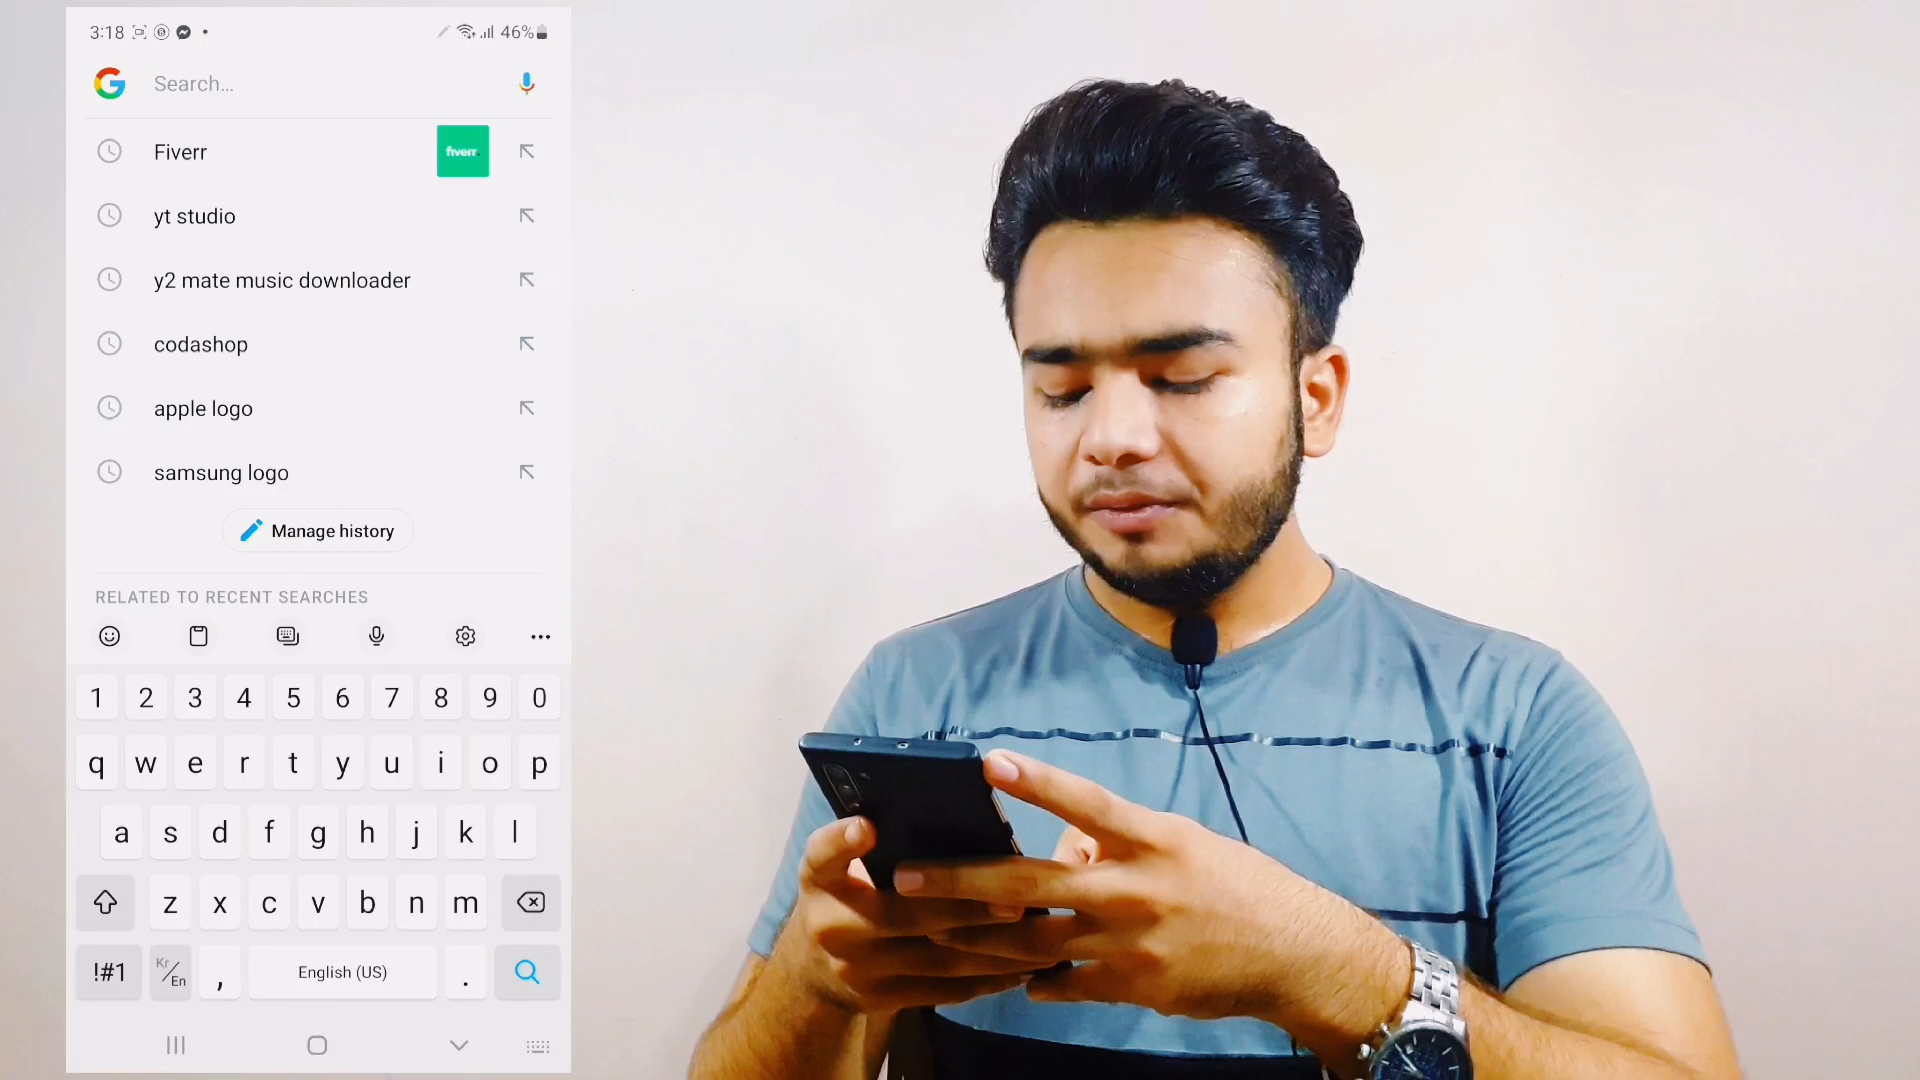 3:18
46%
Search...
Fiverr
fiverr.
yt studio
y2 mate music downloader
codashop
apple logo
samsung logo
Manage history
RELATED TO RECENT SEARCHES
1 2 3 4 5 6 7 8 9 0
q w e r t y u i o p
a s d f g h j k l
z x c v b n m
!#1 Kr/En , English (US) .